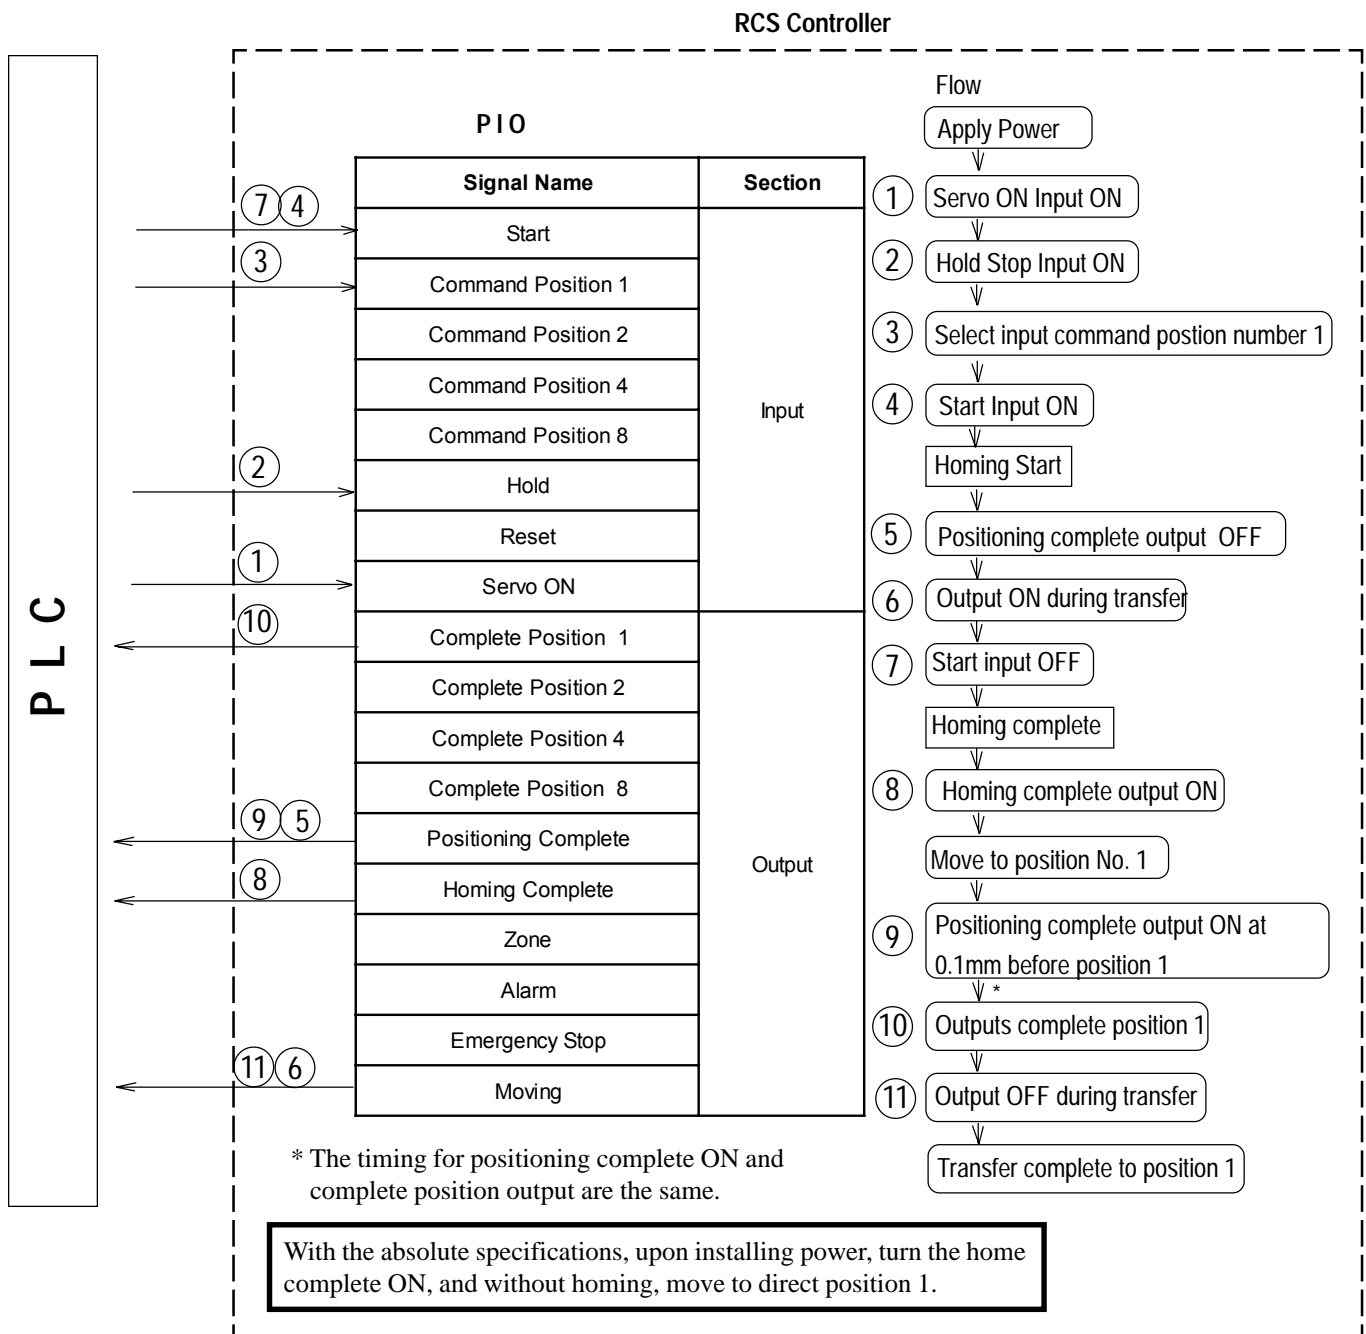 RCS Controller
PLC
PIO
Signal Name Section
7 4
Start
3
Command Position 1
Command Position 2
Command Position 4
Command Position 8
Input
2
Hold
Reset
1
Servo ON
10
Complete Position 1
Complete Position 2
Complete Position 4
Complete Position 8
9 5
Positioning Complete
Output
8
Homing Complete
Zone
Alarm
Emergency Stop
11 6
Moving
Flow
Apply Power
1 Servo ON Input ON
2 Hold Stop Input ON
3 Select input command postion number 1
4 Start Input ON
Homing Start
5 Positioning complete output OFF
6 Output ON during transfer
7 Start input OFF
Homing complete
8 Homing complete output ON
Move to position No. 1
9 Positioning complete output ON at
0.1mm before position 1
*
10 Outputs complete position 1
11 Output OFF during transfer
Transfer complete to position 1
* The timing for positioning complete ON and
complete position output are the same.
With the absolute specifications, upon installing power, turn the home
complete ON, and without homing, move to direct position 1.